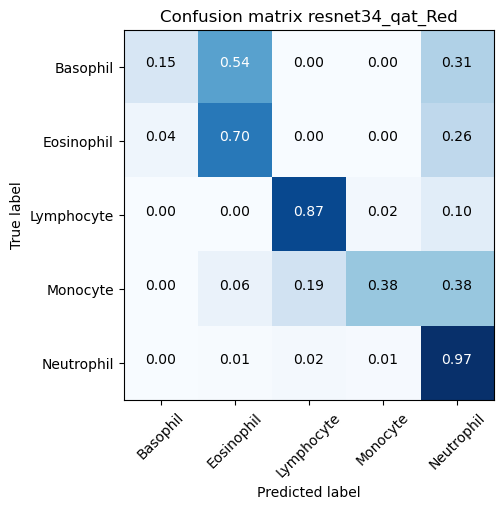 Confusion matrix resnet34_qat_Red
True label
Basophil 0.15 0.54 0.00 0.00 0.31
Eosinophil 0.04 0.70 0.00 0.00 0.26
Lymphocyte 0.00 0.00 0.87 0.02 0.10
Monocyte 0.00 0.06 0.19 0.38 0.38
Neutrophil 0.00 0.01 0.02 0.01 0.97
Basophil Eosinophil Lymphocyte Monocyte Neutrophil
Predicted label